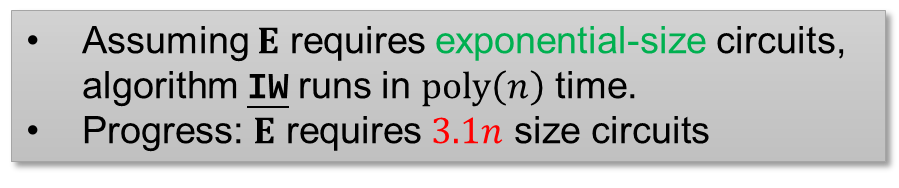 • Assuming E requires exponential-size circuits,
algorithm IW runs in poly(n) time.
• Progress: E requires 3.1n size circuits